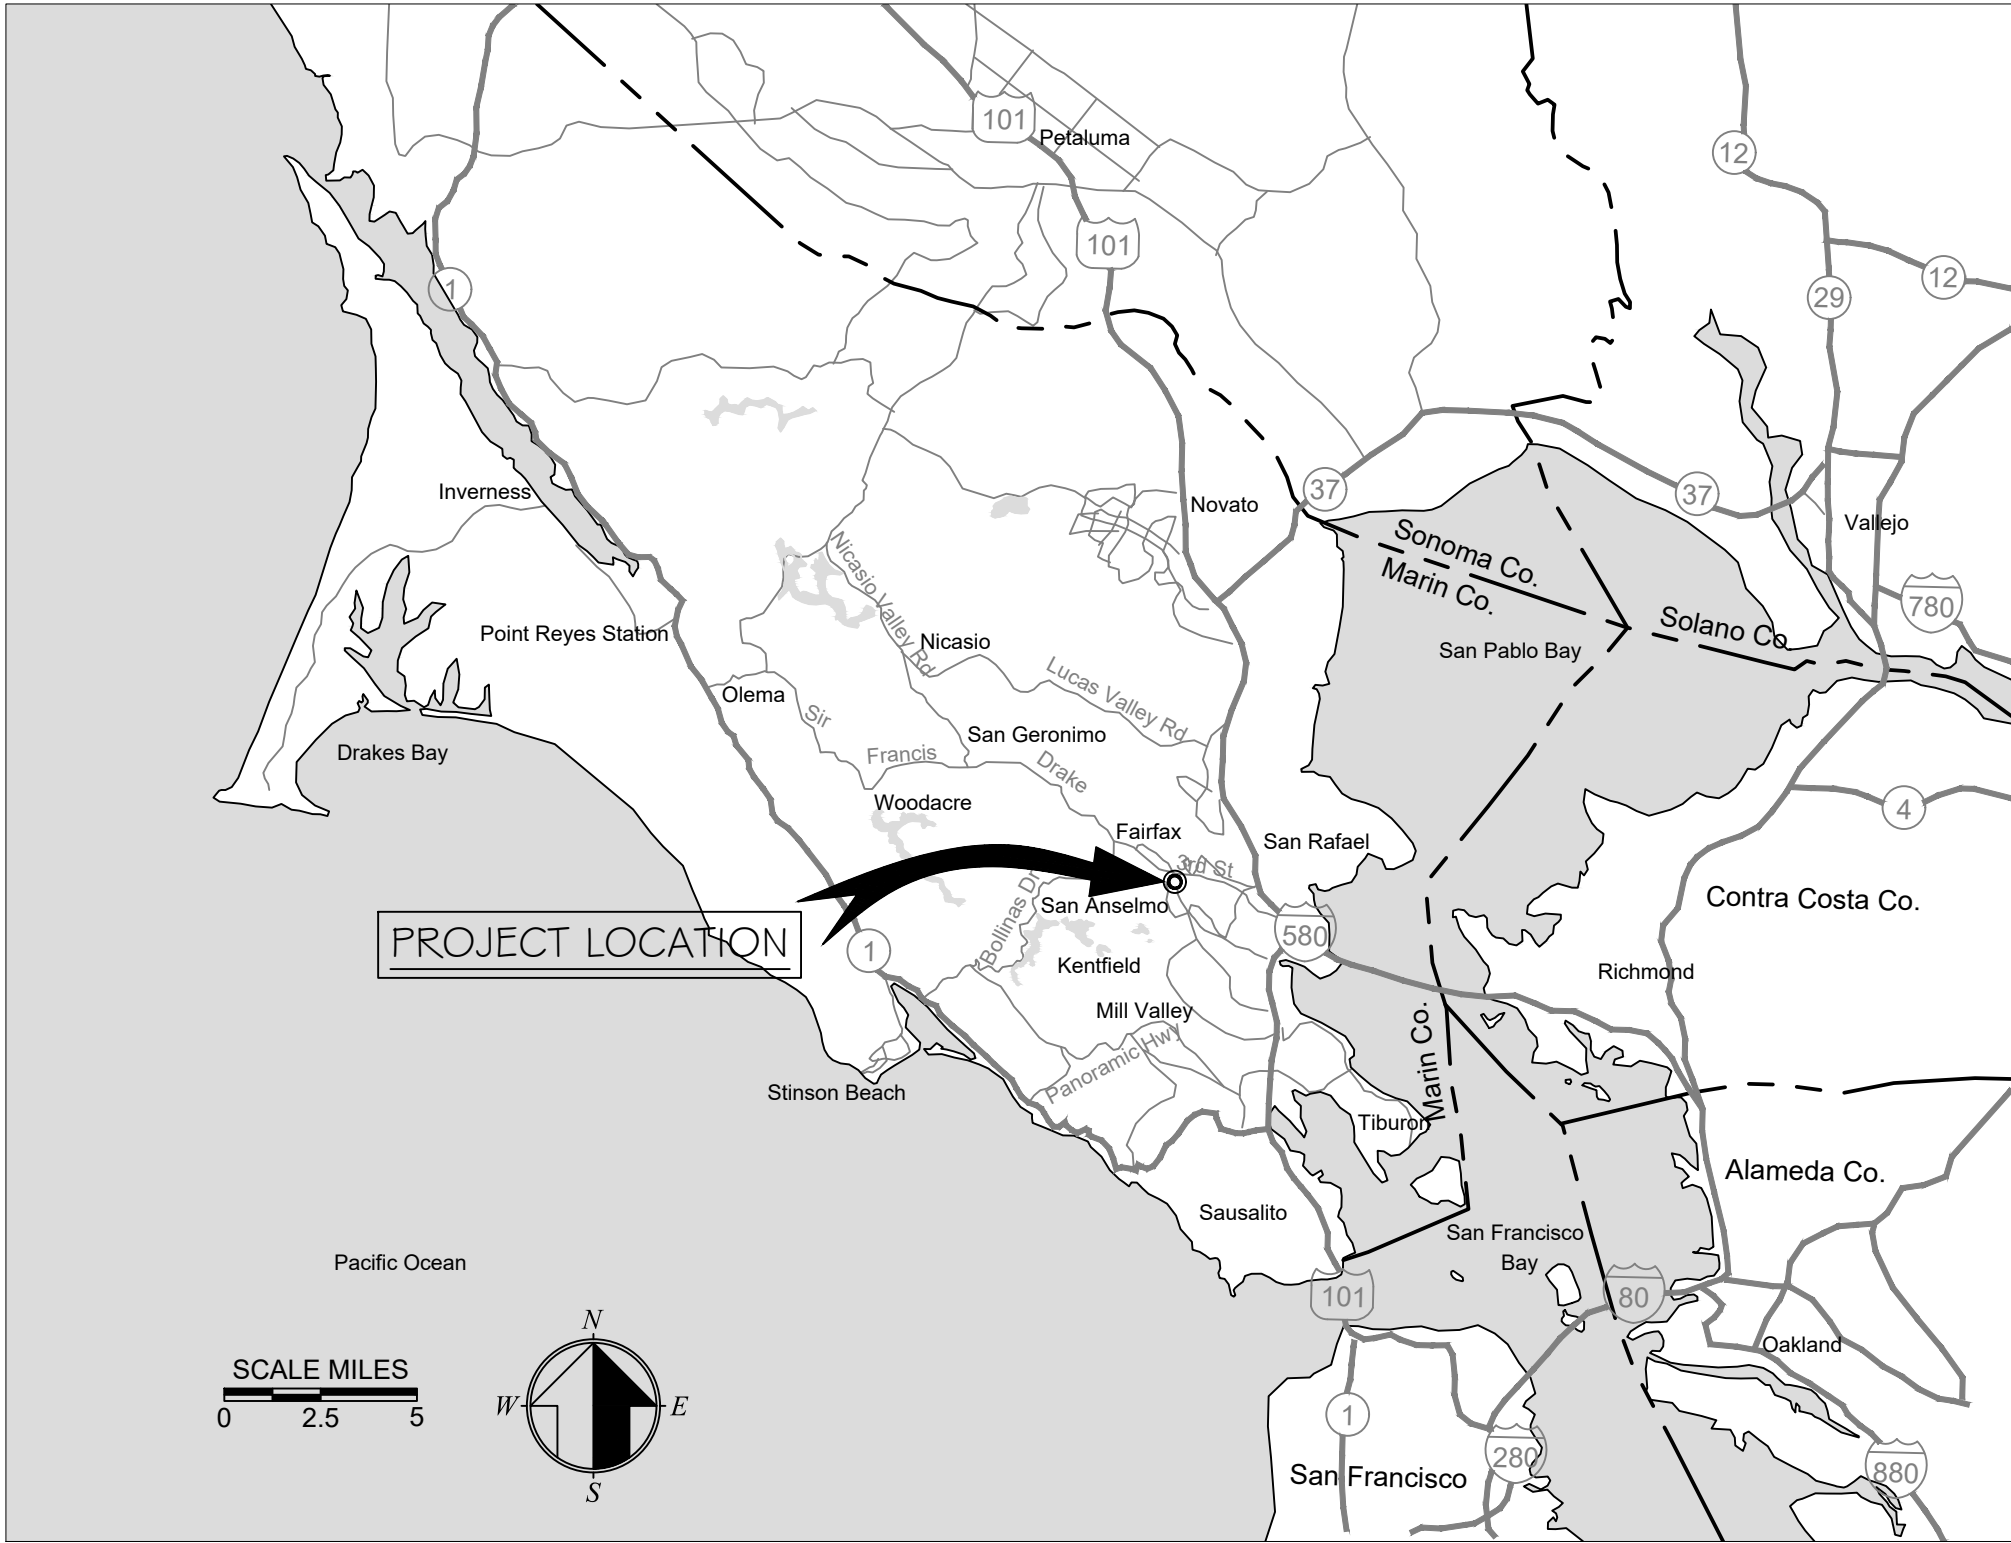 101
Petaluma
12
101
12
1
29
Inverness
37
37
Novato
Vallejo
Sonoma Co.
Marin Co.
Nicasio Valley Rd
780
Point Reyes Station
Nicasio
Solano Co.
San Pablo Bay
Lucas Valley Rd
Olema
Sir
Francis
Drake
San Geronimo
Drakes Bay
Woodacre
4
Fairfax
San Rafael
3rd St
San Anselmo
Bollinas Dr
Contra Costa Co.
PROJECT LOCATION
1
580
Kentfield
Richmond
Mill Valley
Marin Co.
Panoramic Hwy
Stinson Beach
Tiburon
Alameda Co.
Sausalito
San Francisco
Bay
Pacific Ocean
101
80
N
Oakland
SCALE MILES
0 2.5 5
W E
S
1
280
San Francisco
880